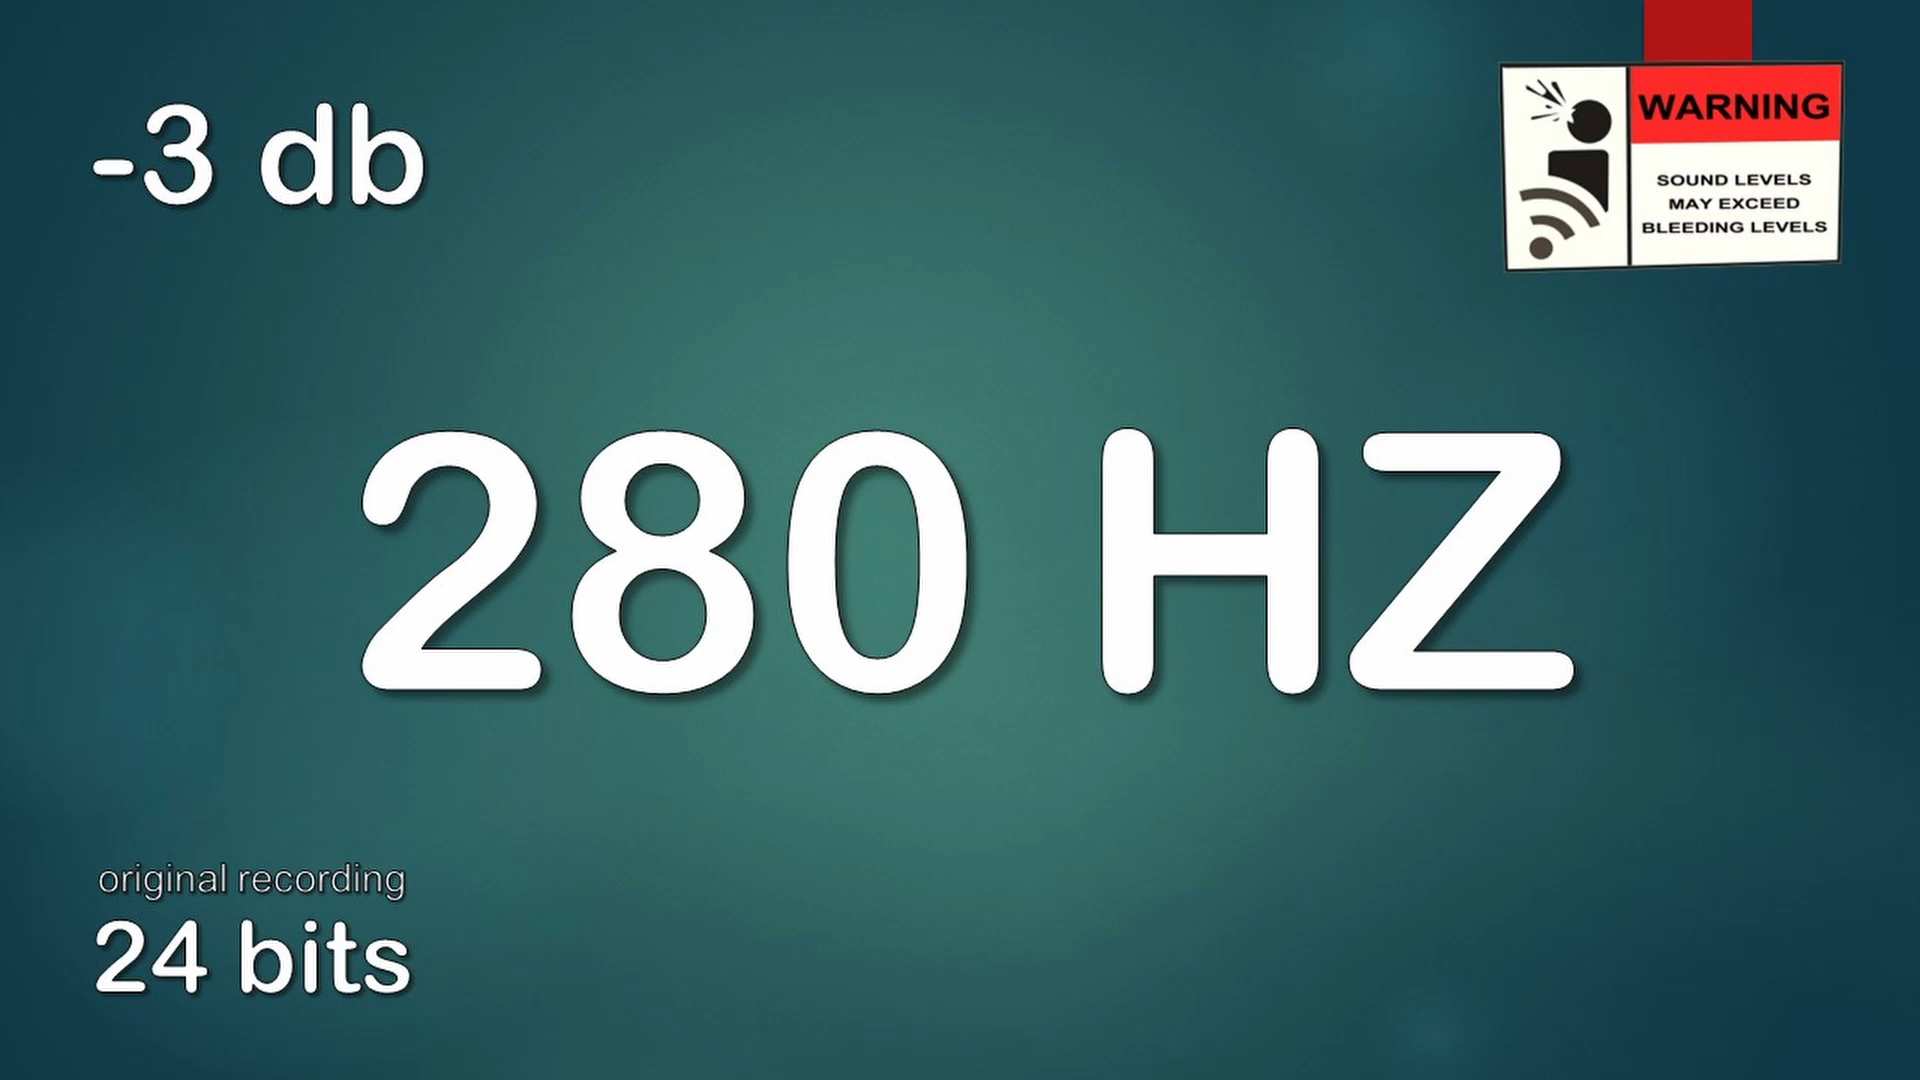 -3 db
WARNING
SOUND LEVELS
MAY EXCEED
BLEEDING LEVELS
280 HZ
original recording
24 bits